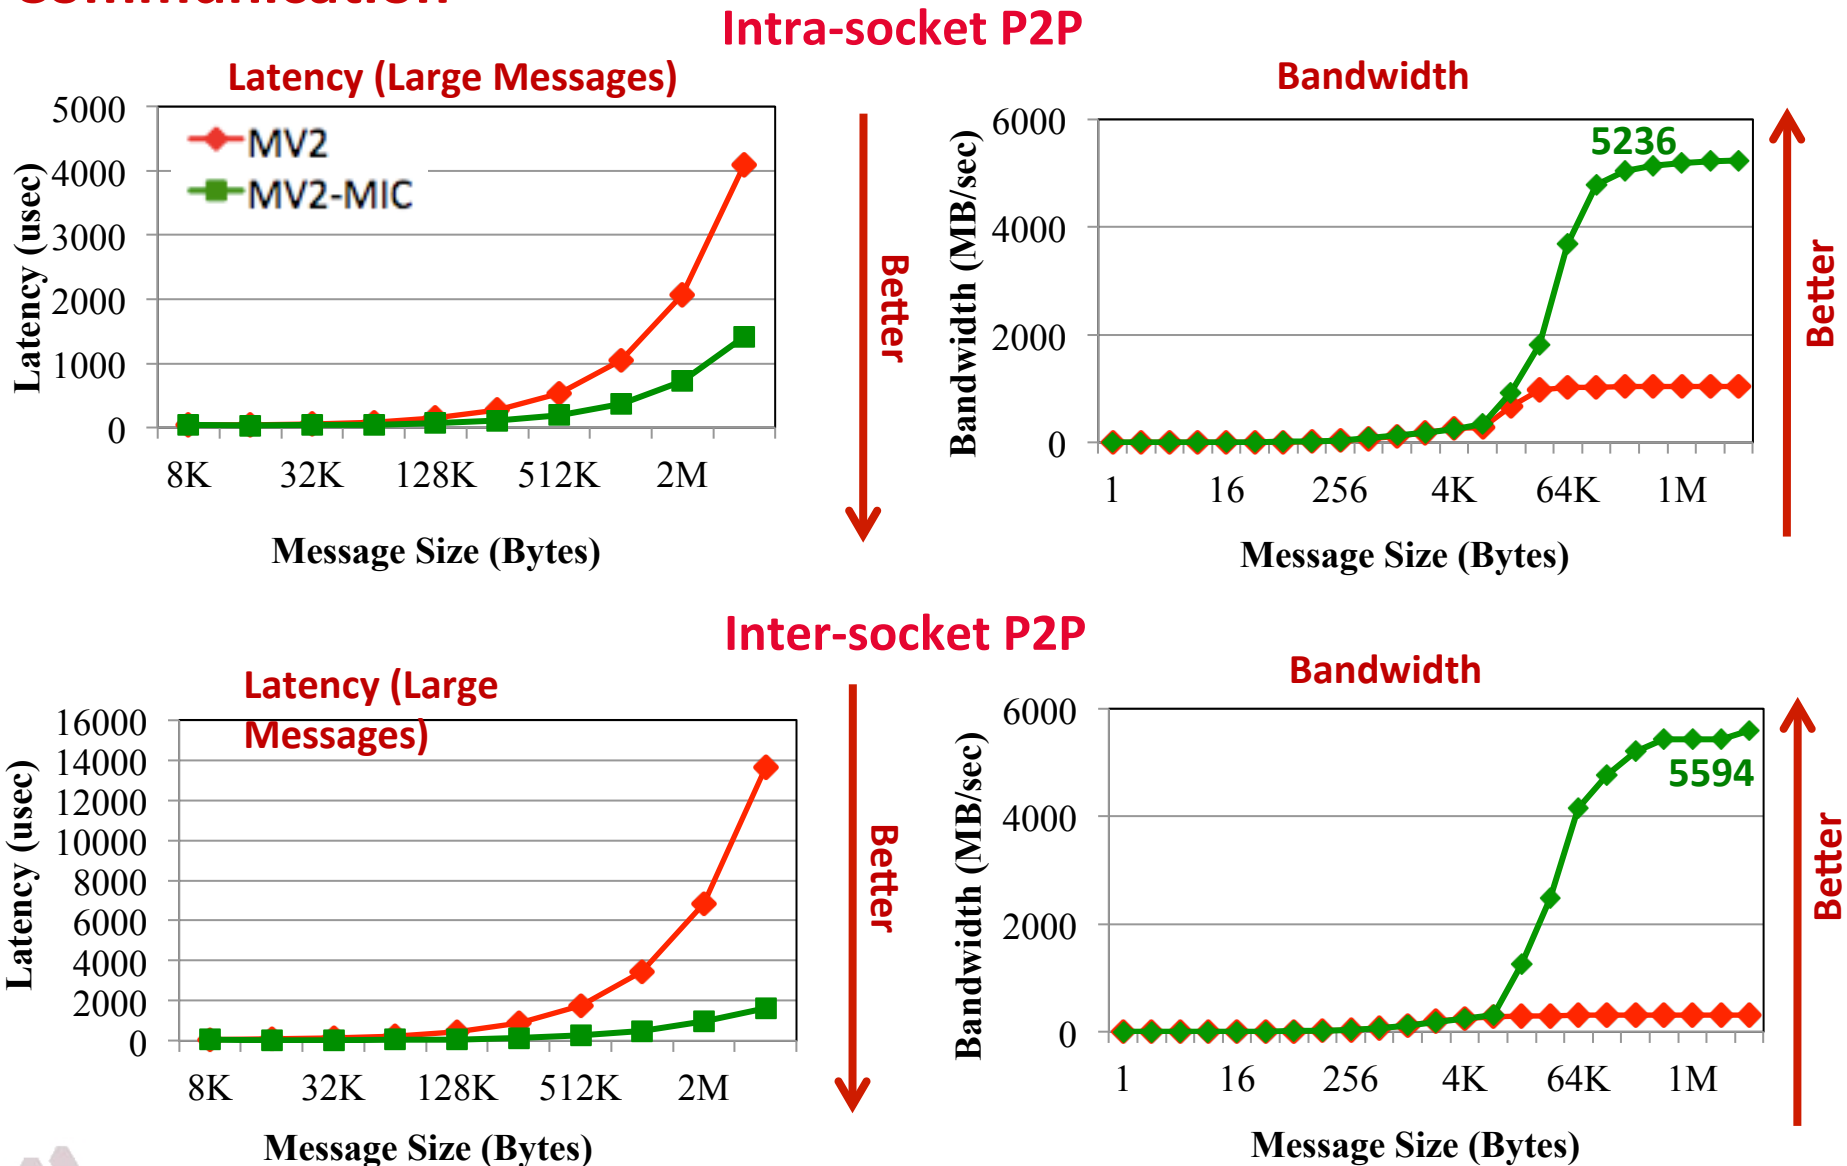 Communication
Intra-socket P2P
Latency (Large Messages)
5000
4000
3000
2000
1000
0
MV2
MV2-MIC
Latency (usec)
8K 32K 128K 512K 2M
Message Size (Bytes)
Better
Bandwidth
6000
4000
2000
0
5236
Bandwidth (MB/sec)
1 16 256 4K 64K 1M
Message Size (Bytes)
Better
Inter-socket P2P
Latency (Large
Messages)
16000
14000
12000
10000
8000
6000
4000
2000
0
Latency (usec)
8K 32K 128K 512K 2M
Message Size (Bytes)
Better
Bandwidth
6000
4000
2000
0
5594
Bandwidth (MB/sec)
1 16 256 4K 64K 1M
Message Size (Bytes)
Better